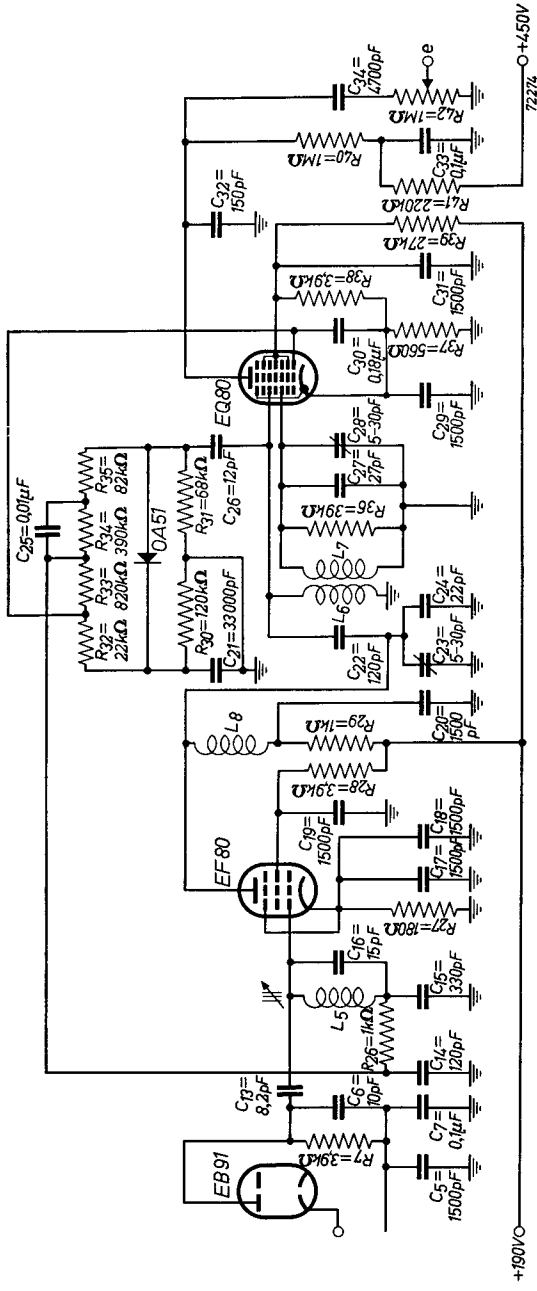 EB91
EF80
EQ80
OA51
C5=
1500pF
C7=
0,1µF
R7=3,9kΩ
C6=
10pF
C13=
8,2pF
C14=
120pF
R26=1kΩ
L5
C15=
330pF
C16=
15pF
R27=180Ω
C17=
1500pF
C18=
1500pF
C19=
1500pF
R28=3,9kΩ
R29=1kΩ
L8
C20=
1500
pF
C21=33000pF
R30=120kΩ
R31=68kΩ
R32=
22kΩ
R33=
820kΩ
R34=
390kΩ
R35=
82kΩ
C25=0,01µF
C22=
120pF
C23=
5-30pF
C24=
22pF
L6
L7
R36=39kΩ
C26=12pF
C27=
27pF
C28=
5-30pF
C29=
1500pF
C30=
0,18µF
R37=560Ω
R38=3,9kΩ
C31=
1500pF
R39=27kΩ
R41=220kΩ
C32=
150pF
R40=1MΩ
C33=
0,1µF
C34=
4700pF
R42=1MΩ
e
+190V
+450V
72274